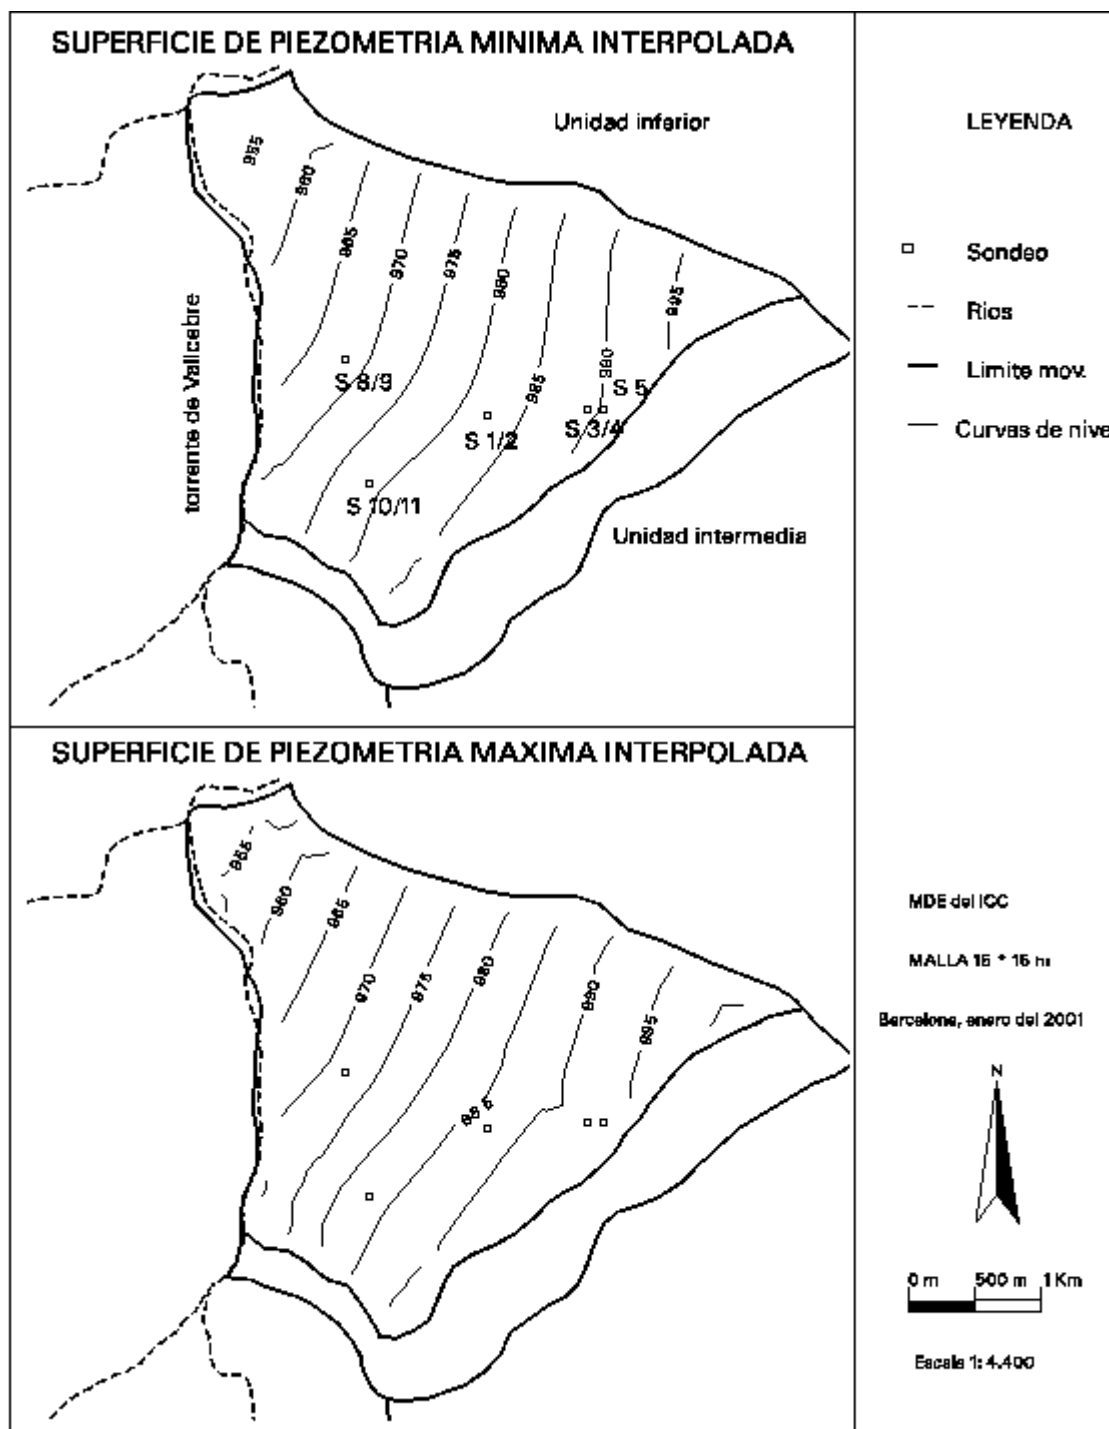 SUPERFICIE DE PIEZOMETRIA MINIMA INTERPOLADA
Unidad inferior
955
960
965
970
975
980
985
990
995
torrente de Vallcebre
S 8/9
S 1/2
S 5
S 3/4
S 10/11
Unidad intermedia
LEYENDA
Sondeo
Rios
Limite mov.
Curvas de nive
SUPERFICIE DE PIEZOMETRIA MAXIMA INTERPOLADA
955
960
965
970
975
980
985
990
995
MDE del ICC
MALLA 15 * 15 m
Barcelona, enero del 2001
N
0 m 500 m 1 Km
Escala 1: 4.400